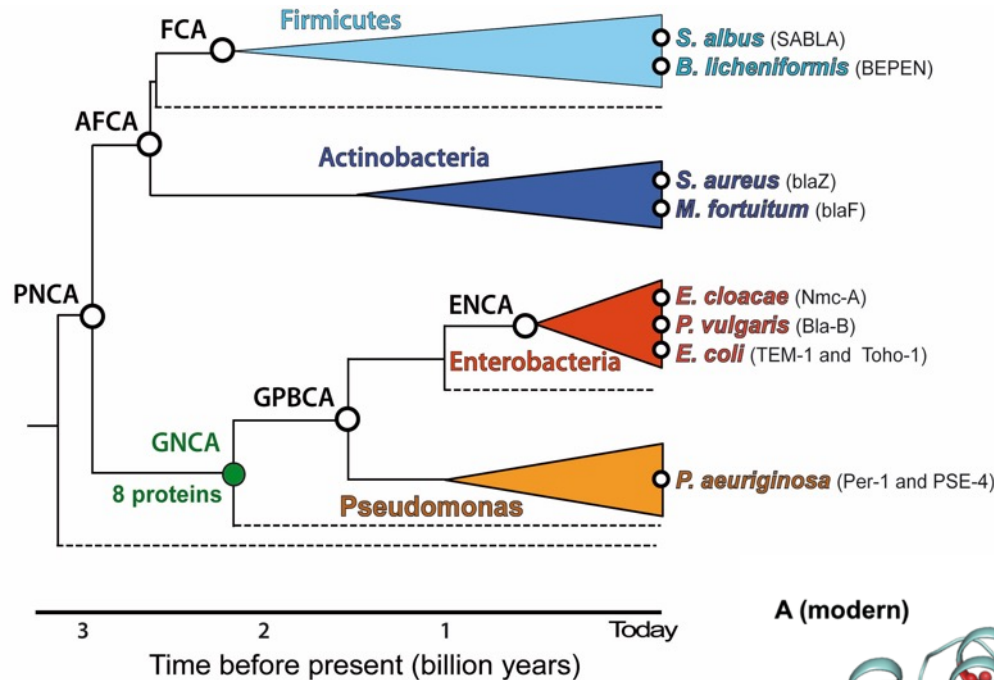 FCA
Firmicutes
S. albus (SABLA)
B. licheniformis (BEPEN)
AFCA
Actinobacteria
S. aureus (blaZ)
M. fortuitum (blaF)
PNCA
ENCA
E. cloacae (Nmc-A)
P. vulgaris (Bla-B)
E. coli (TEM-1 and Toho-1)
Enterobacteria
GPBCA
GNCA
8 proteins
P. aeuriginosa (Per-1 and PSE-4)
Pseudomonas
3 2 1 Today
Time before present (billion years)
A (modern)